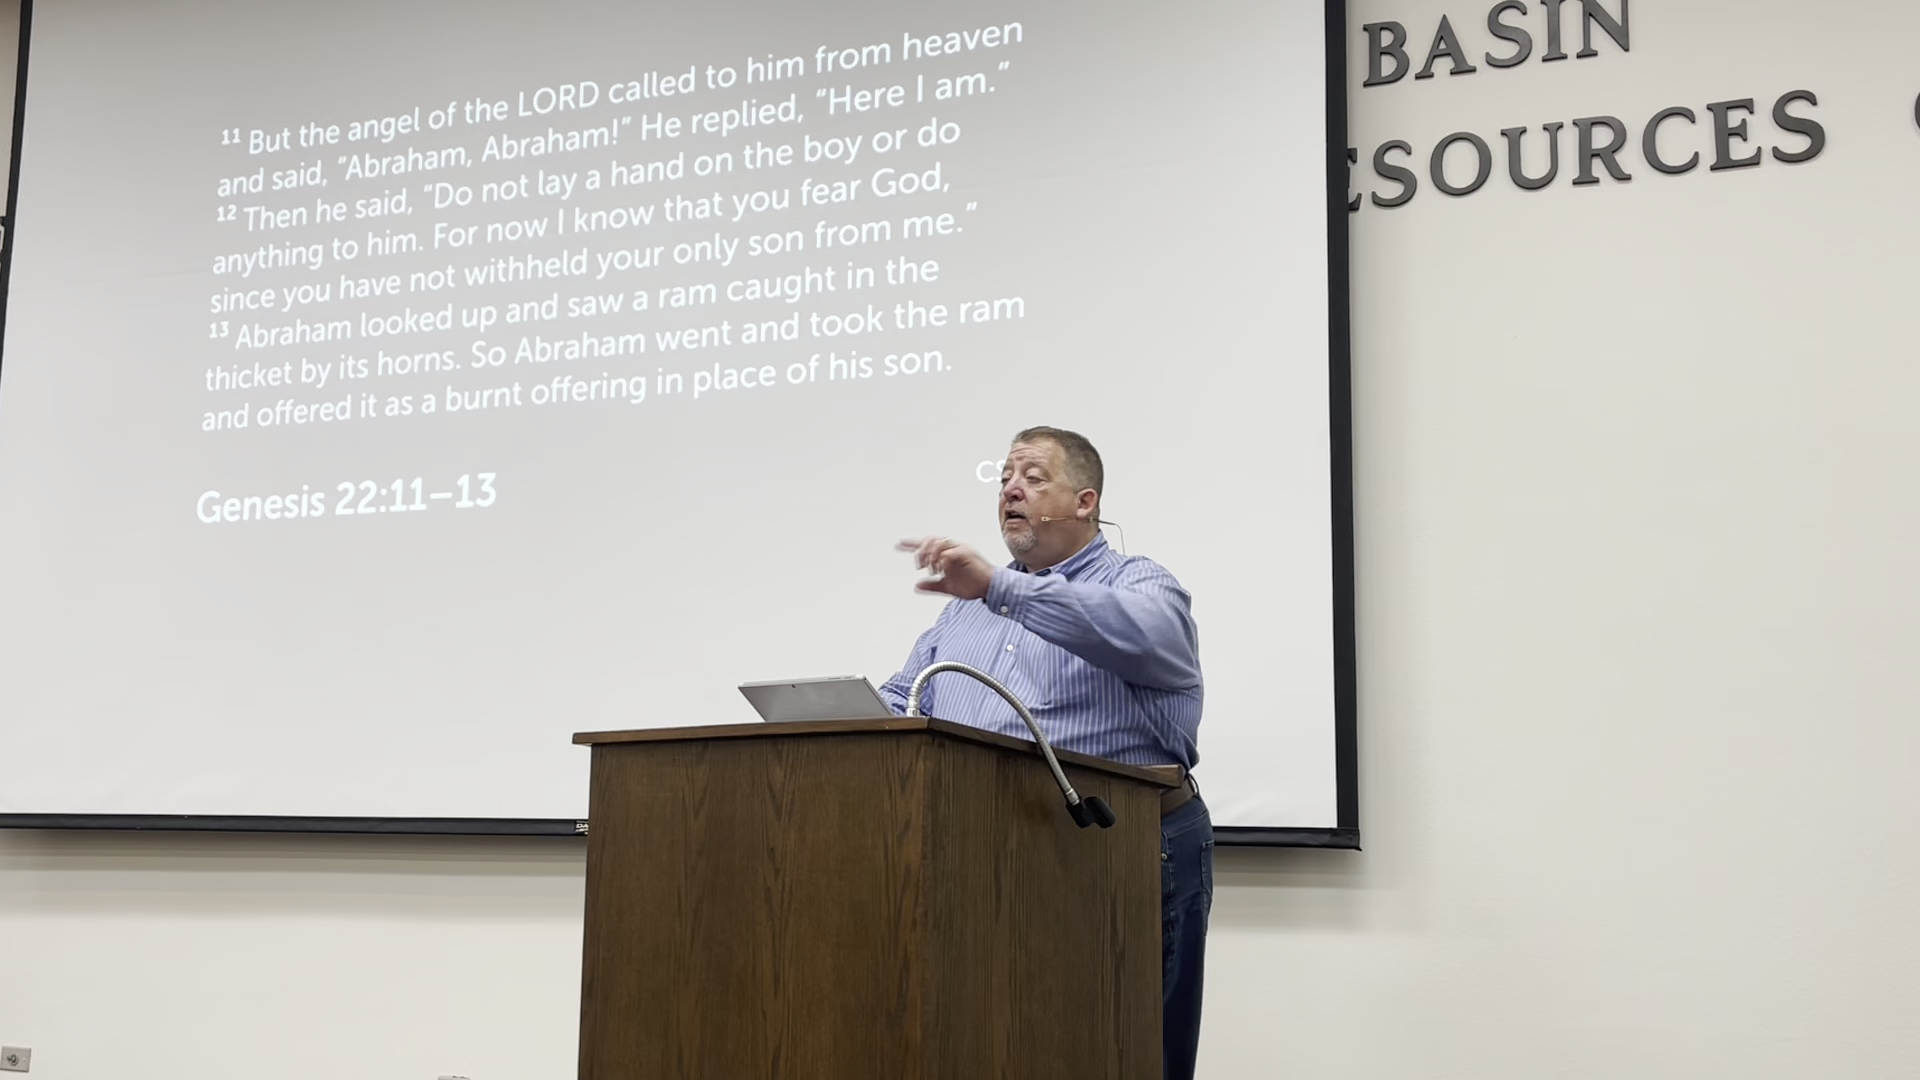 ¹¹ But the angel of the LORD called to him from heaven
and said, “Abraham, Abraham!” He replied, “Here I am.”
¹² Then he said, “Do not lay a hand on the boy or do
anything to him. For now I know that you fear God,
since you have not withheld your only son from me.”
¹³ Abraham looked up and saw a ram caught in the
thicket by its horns. So Abraham went and took the ram
and offered it as a burnt offering in place of his son.
Genesis 22:11–13
BASIN
ESOURCES